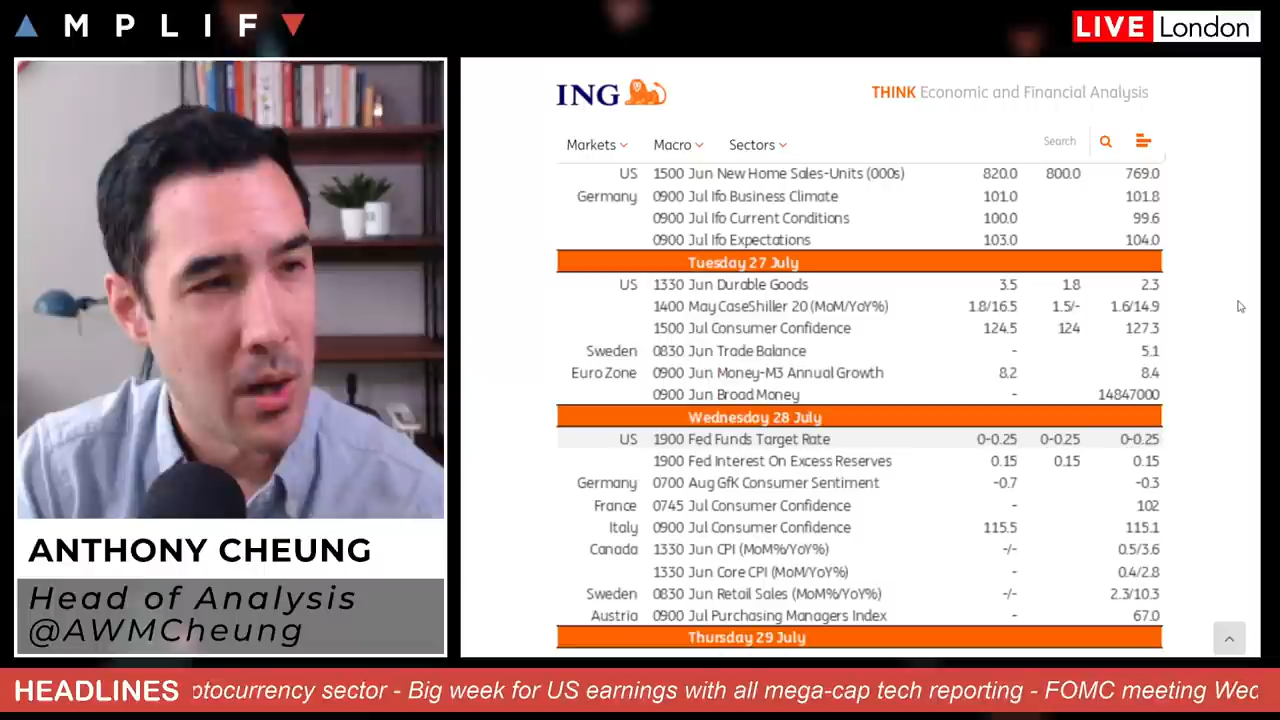 AMPLIFY
LIVE London
ING
THINK Economic and Financial Analysis
Markets Macro Sectors Search
US 1500 Jun New Home Sales-Units (000s) 820.0 800.0 769.0
Germany 0900 Jul Ifo Business Climate 101.0 101.8
0900 Jul Ifo Current Conditions 100.0 99.6
0900 Jul Ifo Expectations 103.0 104.0
Tuesday 27 July
US 1330 Jun Durable Goods 3.5 1.8 2.3
1400 May CaseShiller 20 (MoM/YoY%) 1.8/16.5 1.5/- 1.6/14.9
1500 Jul Consumer Confidence 124.5 124 127.3
Sweden 0830 Jun Trade Balance - 5.1
Euro Zone 0900 Jun Money-M3 Annual Growth 8.2 8.4
0900 Jun Broad Money - 14847000
Wednesday 28 July
US 1900 Fed Funds Target Rate 0-0.25 0-0.25 0-0.25
1900 Fed Interest On Excess Reserves 0.15 0.15 0.15
Germany 0700 Aug GfK Consumer Sentiment -0.7 -0.3
France 0745 Jul Consumer Confidence - 102
Italy 0900 Jul Consumer Confidence 115.5 115.1
Canada 1330 Jun CPI (MoM%/YoY%) -/- 0.5/3.6
1330 Jun Core CPI (MoM/YoY%) - 0.4/2.8
Sweden 0830 Jun Retail Sales (MoM%/YoY%) -/- 2.3/10.3
Austria 0900 Jul Purchasing Managers Index - 67.0
Thursday 29 July
ANTHONY CHEUNG
Head of Analysis
@AWMCheung
HEADLINES otocurrency sector - Big week for US earnings with all mega-cap tech reporting - FOMC meeting Wec